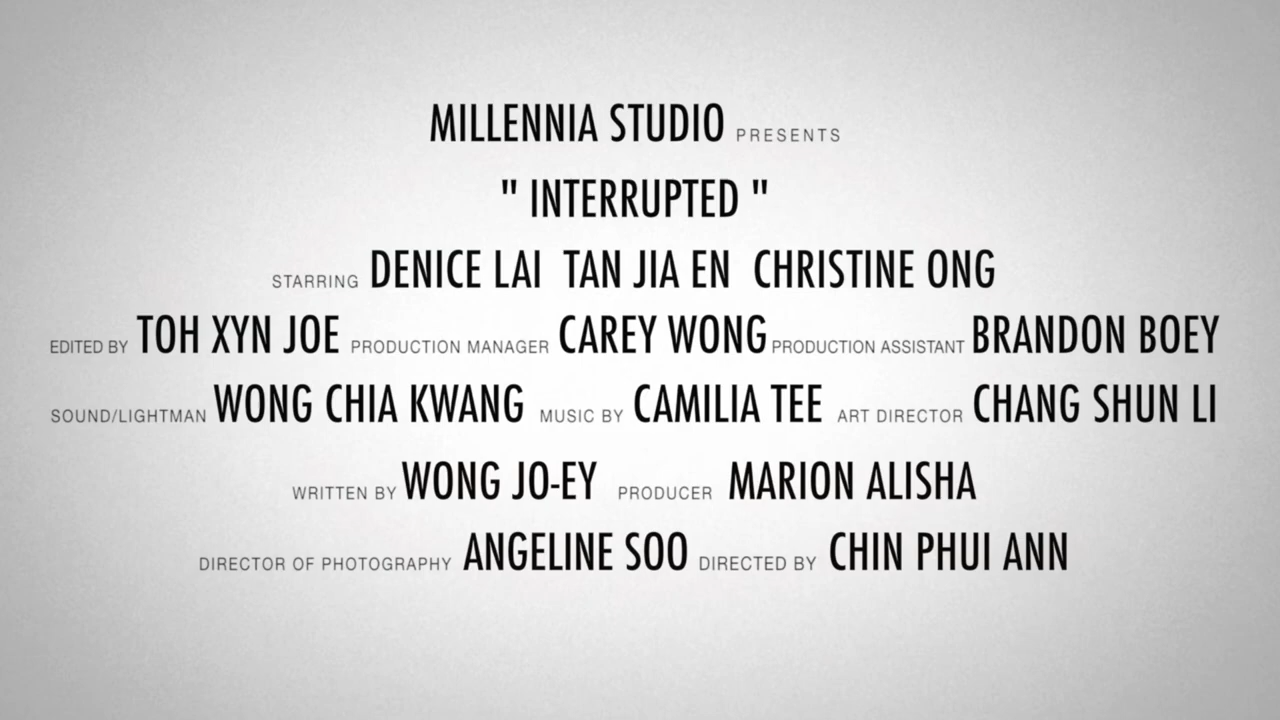 MILLENNIA STUDIO PRESENTS
" INTERRUPTED "
STARRING DENICE LAI TAN JIA EN CHRISTINE ONG
EDITED BY TOH XYN JOE PRODUCTION MANAGER CAREY WONG PRODUCTION ASSISTANT BRANDON BOEY
SOUND/LIGHTMAN WONG CHIA KWANG MUSIC BY CAMILIA TEE ART DIRECTOR CHANG SHUN LI
WRITTEN BY WONG JO-EY PRODUCER MARION ALISHA
DIRECTOR OF PHOTOGRAPHY ANGELINE SOO DIRECTED BY CHIN PHUI ANN